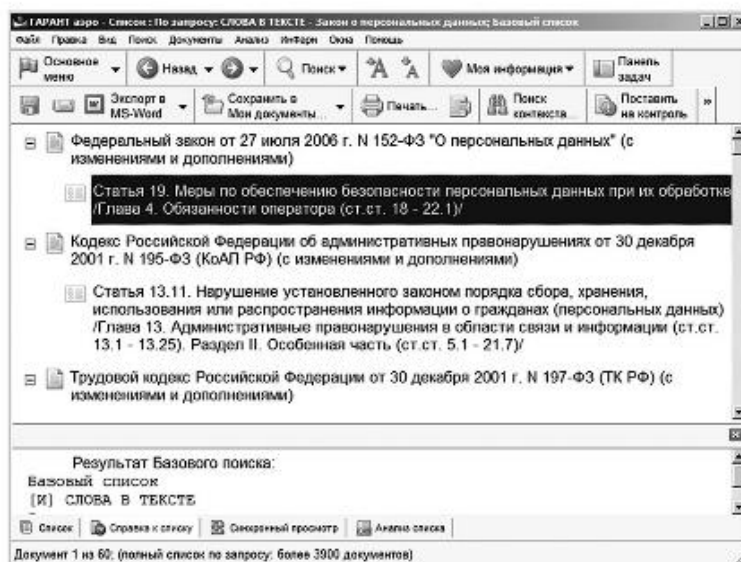 ГАРАНТ аэро - Список : По запросу: СЛОВА В ТЕКСТЕ - Закон о персональных данных; Базовый список
Файл Правка Вид Поиск Документы Анализ Интерн Окна Помощь
Основное меню Назад Поиск Моя информация Панель задач
Экспорт в MS-Word Сохранить в Мои документы... Печать... Поиск контекста... Поставить на контроль »
Федеральный закон от 27 июля 2006 г. N 152-ФЗ "О персональных данных" (с
изменениями и дополнениями)
Статья 19. Меры по обеспечению безопасности персональных данных при их обработке
/Глава 4. Обязанности оператора (ст.ст. 18 - 22.1)/
Кодекс Российской Федерации об административных правонарушениях от 30 декабря
2001 г. N 195-ФЗ (КоАП РФ) (с изменениями и дополнениями)
Статья 13.11. Нарушение установленного законом порядка сбора, хранения,
использования или распространения информации о гражданах (персональных данных)
/Глава 13. Административные правонарушения в области связи и информации (ст.ст.
13.1 - 13.25). Раздел II. Особенная часть (ст.ст. 5.1 - 21.7)/
Трудовой кодекс Российской Федерации от 30 декабря 2001 г. N 197-ФЗ (ТК РФ) (с
изменениями и дополнениями)
Результат Базового поиска:
Базовый список
[И] СЛОВА В ТЕКСТЕ
Список Справка к списку Синхронный просмотр Анализ списка
Документ 1 из 60; (полный список по запросу: более 3900 документов)